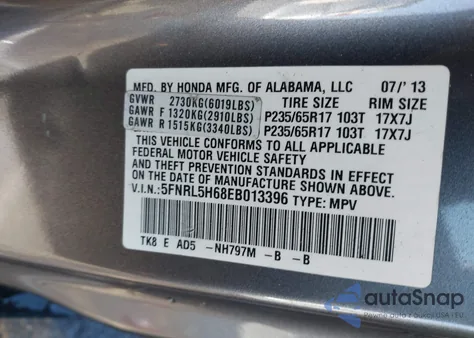 MFD. BY HONDA MFG. OF ALABAMA, LLC 07/'13
GVWR 2730KG(6019LBS) TIRE SIZE RIM SIZE
GAWR F 1320KG(2910LBS) P235/65R17 103T 17X7J
GAWR R 1515KG(3340LBS) P235/65R17 103T 17X7J
THIS VEHICLE CONFORMS TO ALL APPLICABLE
FEDERAL MOTOR VEHICLE SAFETY
AND THEFT PREVENTION STANDARDS IN EFFECT
ON THE DATE OF MANUFACTURE SHOWN ABOVE.
V.I.N.: 5FNRL5H68EB013396 TYPE: MPV
TK8 E AD5 -NH797M -B -B
autoSnap